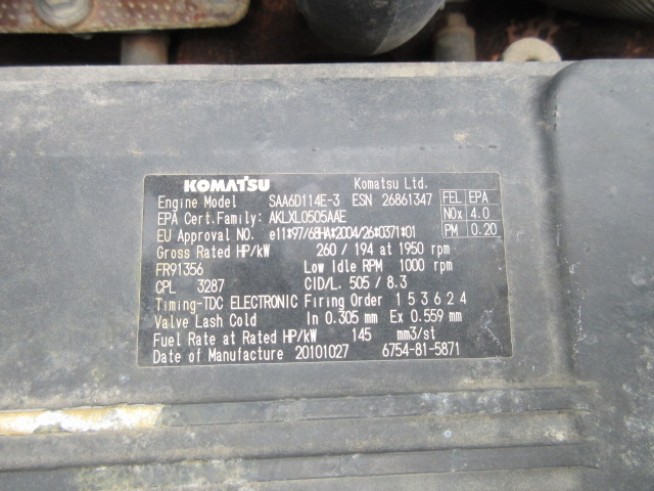 KOMATSU Komatsu Ltd.
Engine Model SAA6D114E-3 ESN 26861347 FEL EPA
EPA Cert.Family: AKLXL0505AAE NOx 4.0
EU Approval NO. e11*97/68HA*2004/26*0371*01 PM 0.20
Gross Rated HP/kW 260 / 194 at 1950 rpm
FR91356 Low Idle RPM 1000 rpm
CPL 3287 CID/L. 505 / 8.3
Timing-TDC ELECTRONIC Firing Order 1 5 3 6 2 4
Valve Lash Cold In 0.305 mm Ex 0.559 mm
Fuel Rate at Rated HP/kW 145 mm3/st
Date of Manufacture 20101027 6754-81-5871